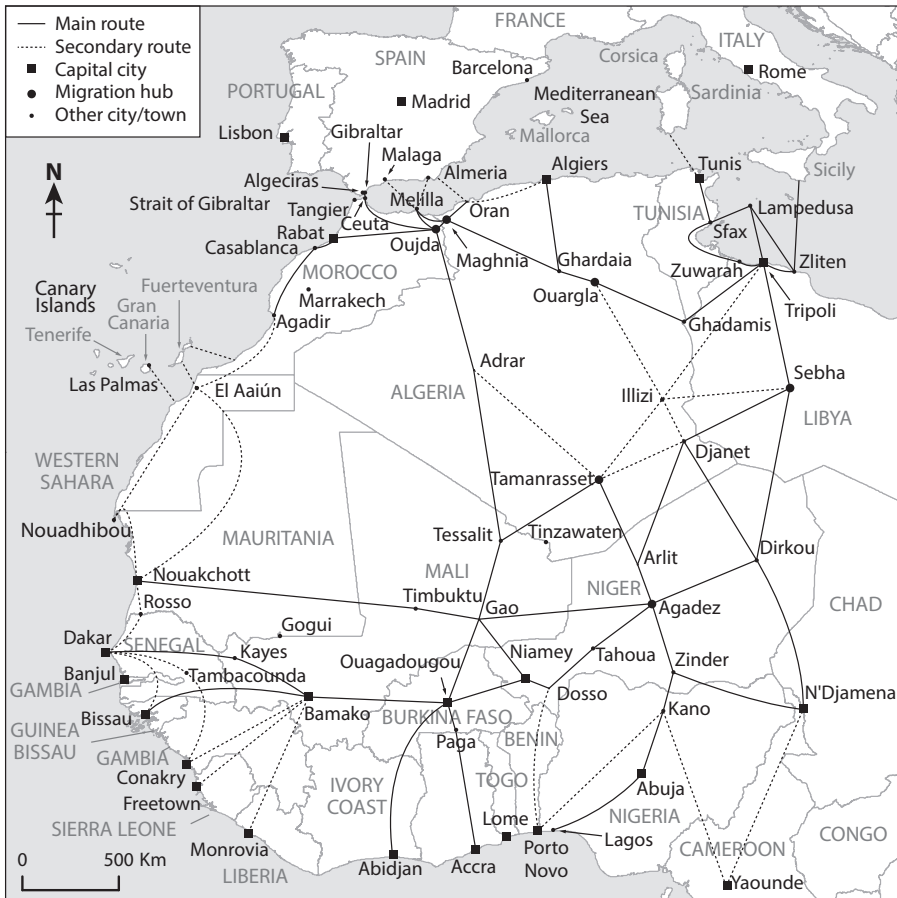 Main route
Secondary route
Capital city
Migration hub
Other city/town
FRANCE
ITALY
Corsica
SPAIN
Barcelona
Rome
PORTUGAL
Madrid
Mediterranean
Sea
Sardinia
Lisbon
Gibraltar
Mallorca
N
Malaga
Algeciras
Almeria
Algiers
Tunis
Sicily
Strait of Gibraltar
Tangier
Ceuta
Melilla
Oran
TUNISIA
Lampedusa
Rabat
Sfax
Casablanca
Oujda
Maghnia
Ghardaia
Zuwarah
Zliten
MOROCCO
Canary
Islands
Fuerteventura
Marrakech
Ouargla
Gran
Canaria
Tenerife
Agadir
Ghadamis
Tripoli
Las Palmas
El Aaiún
Adrar
Sebha
ALGERIA
Illizi
LIBYA
WESTERN
SAHARA
Djanet
Tamanrasset
Nouadhibou
MAURITANIA
Tessalit
Tinzawaten
Dirkou
Arlit
Nouakchott
MALI
NIGER
Timbuktu
Rosso
Gao
Agadez
CHAD
Gogui
Dakar
SENEGAL
Kayes
Ouagadougou
Niamey
Tahoua
Zinder
Banjul
Tambacounda
GAMBIA
Dosso
N'Djamena
Bissau
Bamako
BURKINA FASO
Kano
GUINEA
BISSAU
Paga
BENIN
GAMBIA
Conakry
IVORY
COAST
TOGO
Abuja
Freetown
NIGERIA
SIERRA LEONE
Lome
Lagos
0
500 Km
Monrovia
Porto
Novo
CAMEROON
CONGO
LIBERIA
Abidjan
Accra
Yaounde